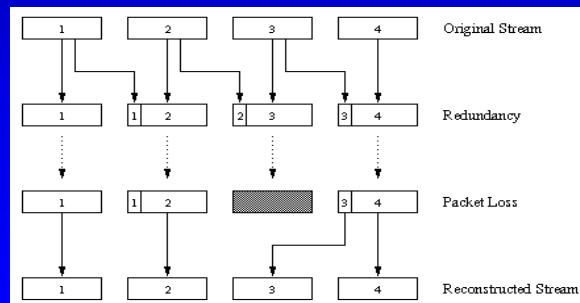 1 2 3 4 Original Stream
1 1 2 2 3 3 4 Redundancy
1 1 2 3 4 Packet Loss
1 2 3 4 Reconstructed Stream